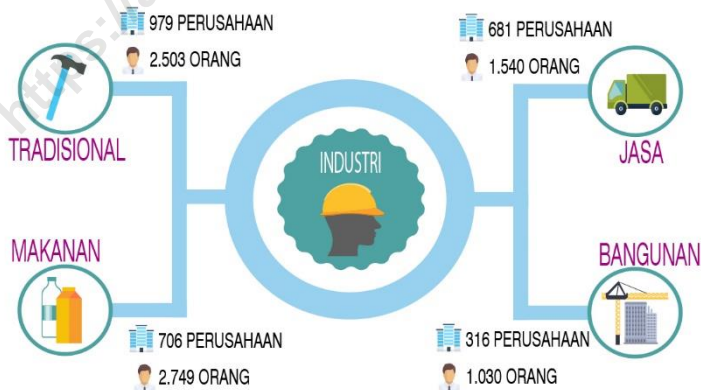 979 PERUSAHAAN
2.503 ORANG
TRADISIONAL
681 PERUSAHAAN
1.540 ORANG
JASA
INDUSTRI
MAKANAN
706 PERUSAHAAN
2.749 ORANG
BANGUNAN
316 PERUSAHAAN
1.030 ORANG
https:/